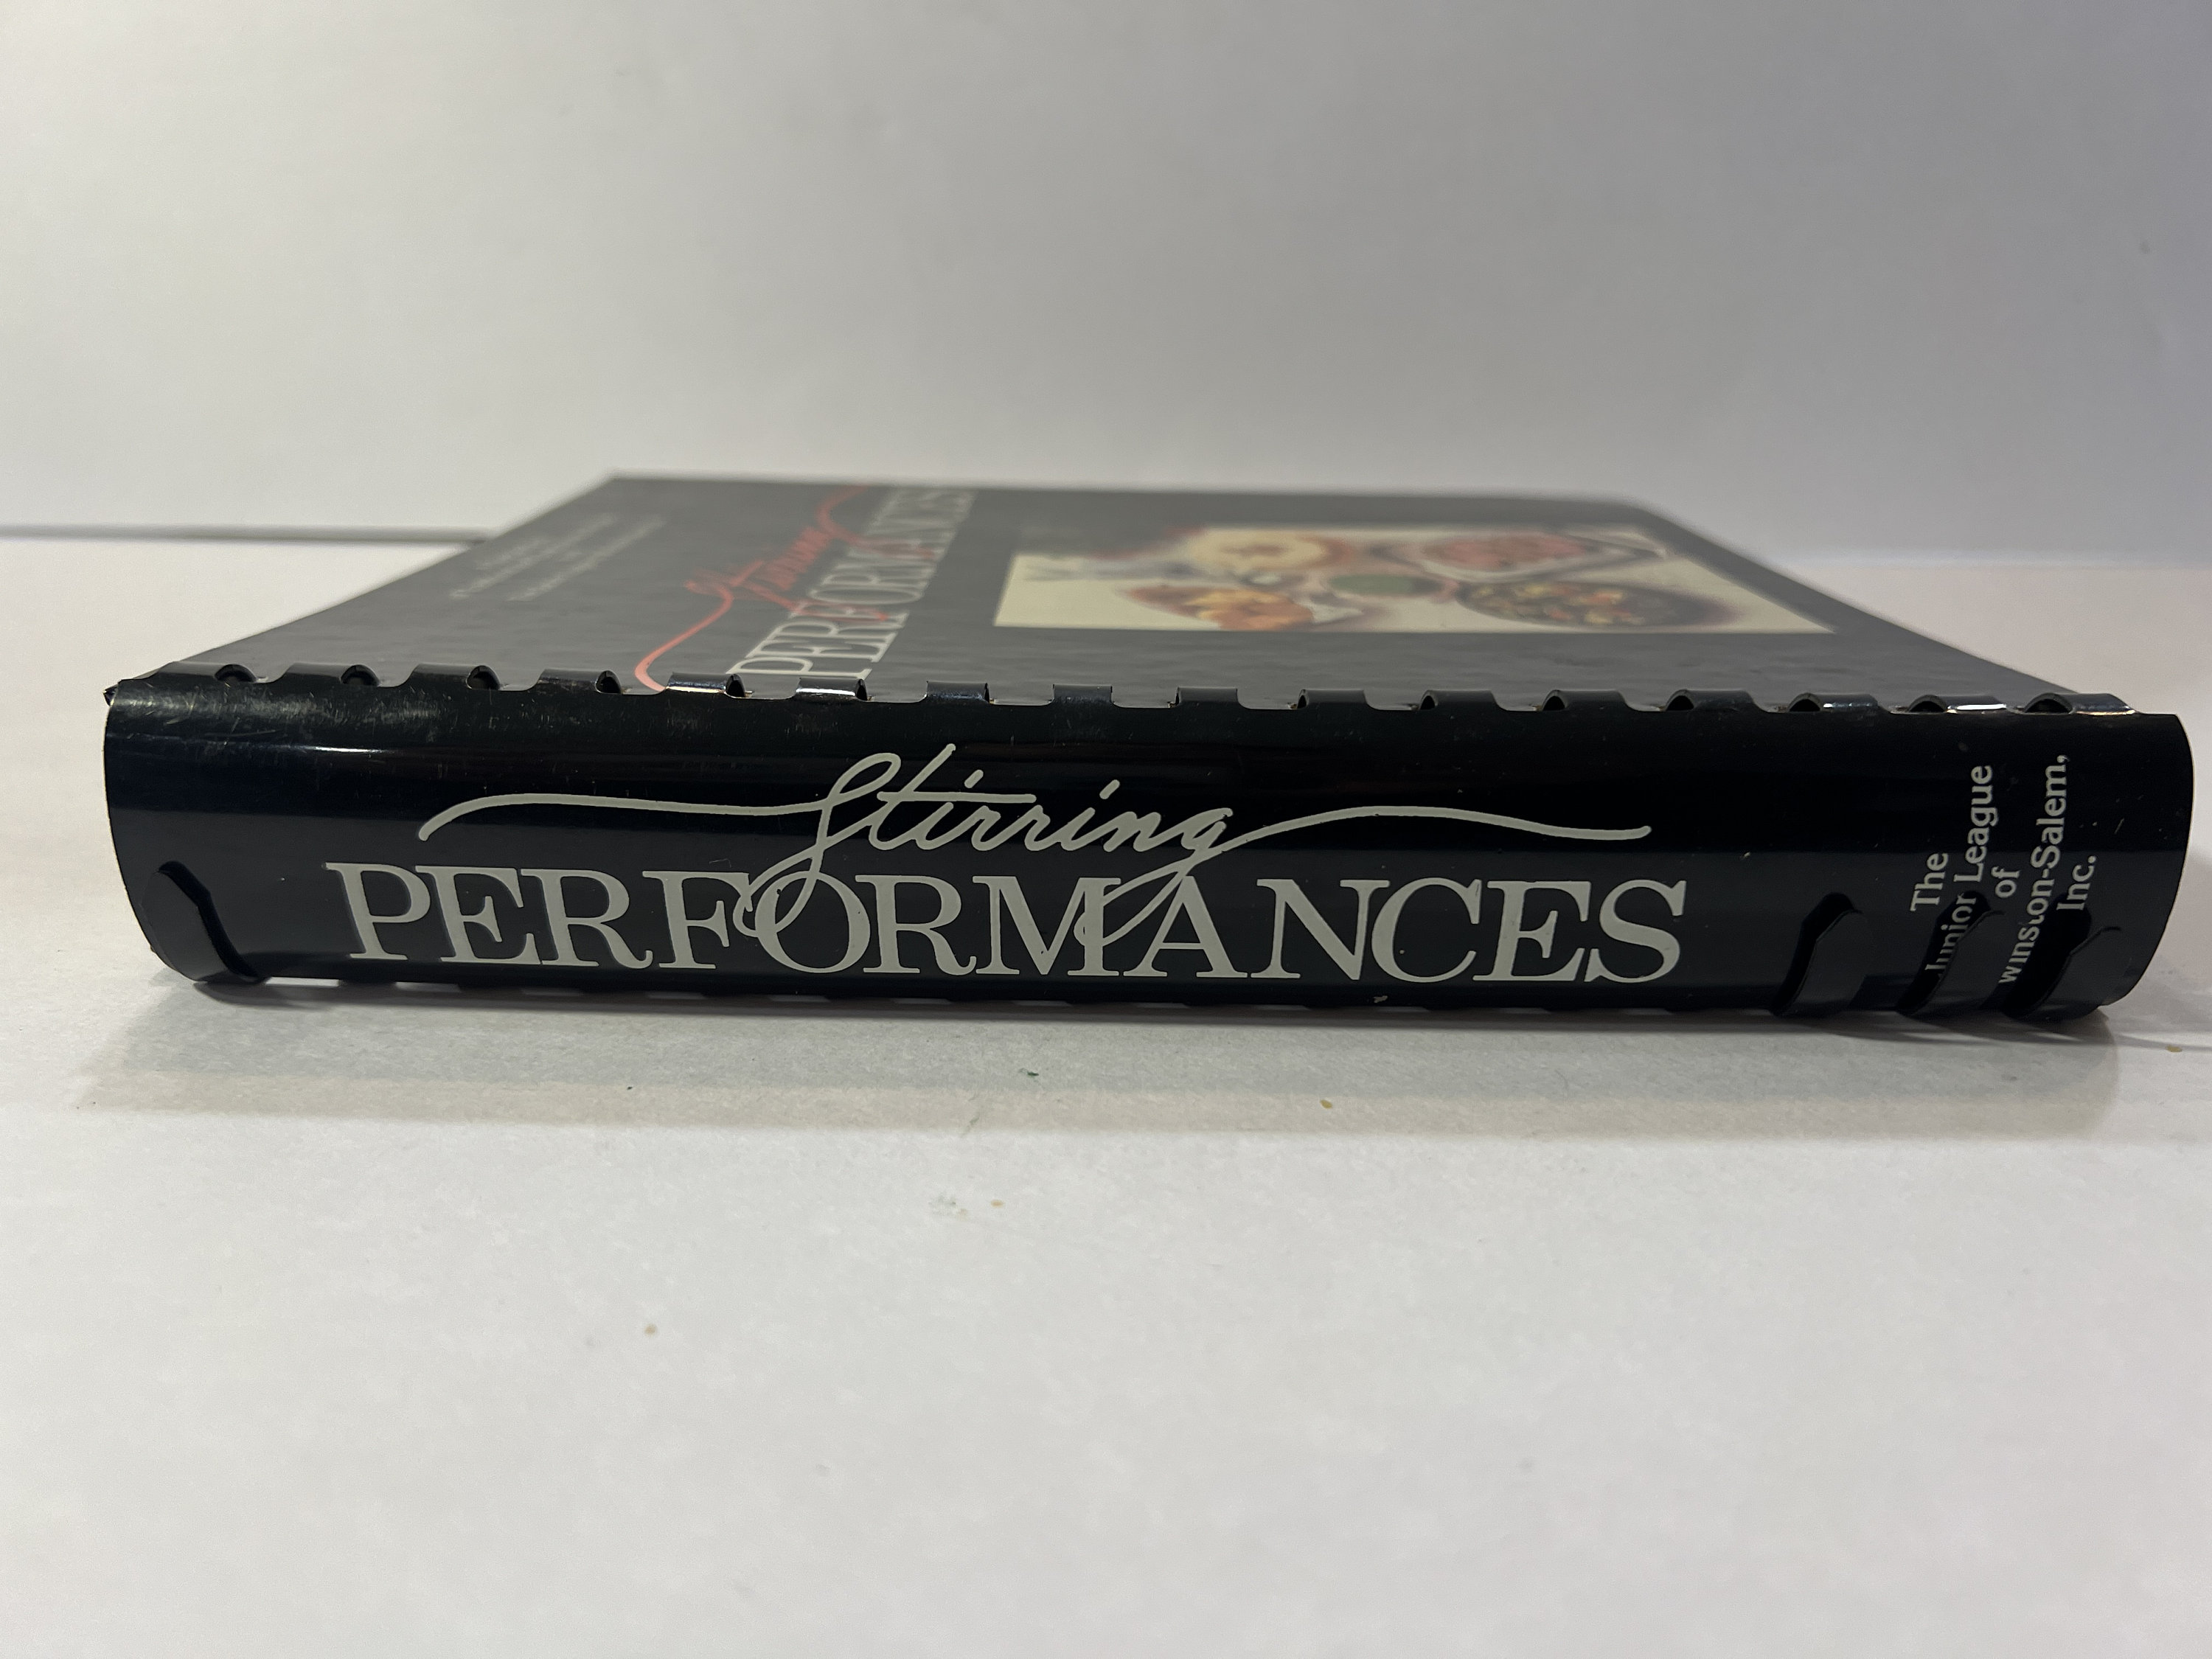 Stirring
PERFORMANCES
The
Junior League
of
Winston-Salem,
Inc.
Stirring
PERFORMANCES